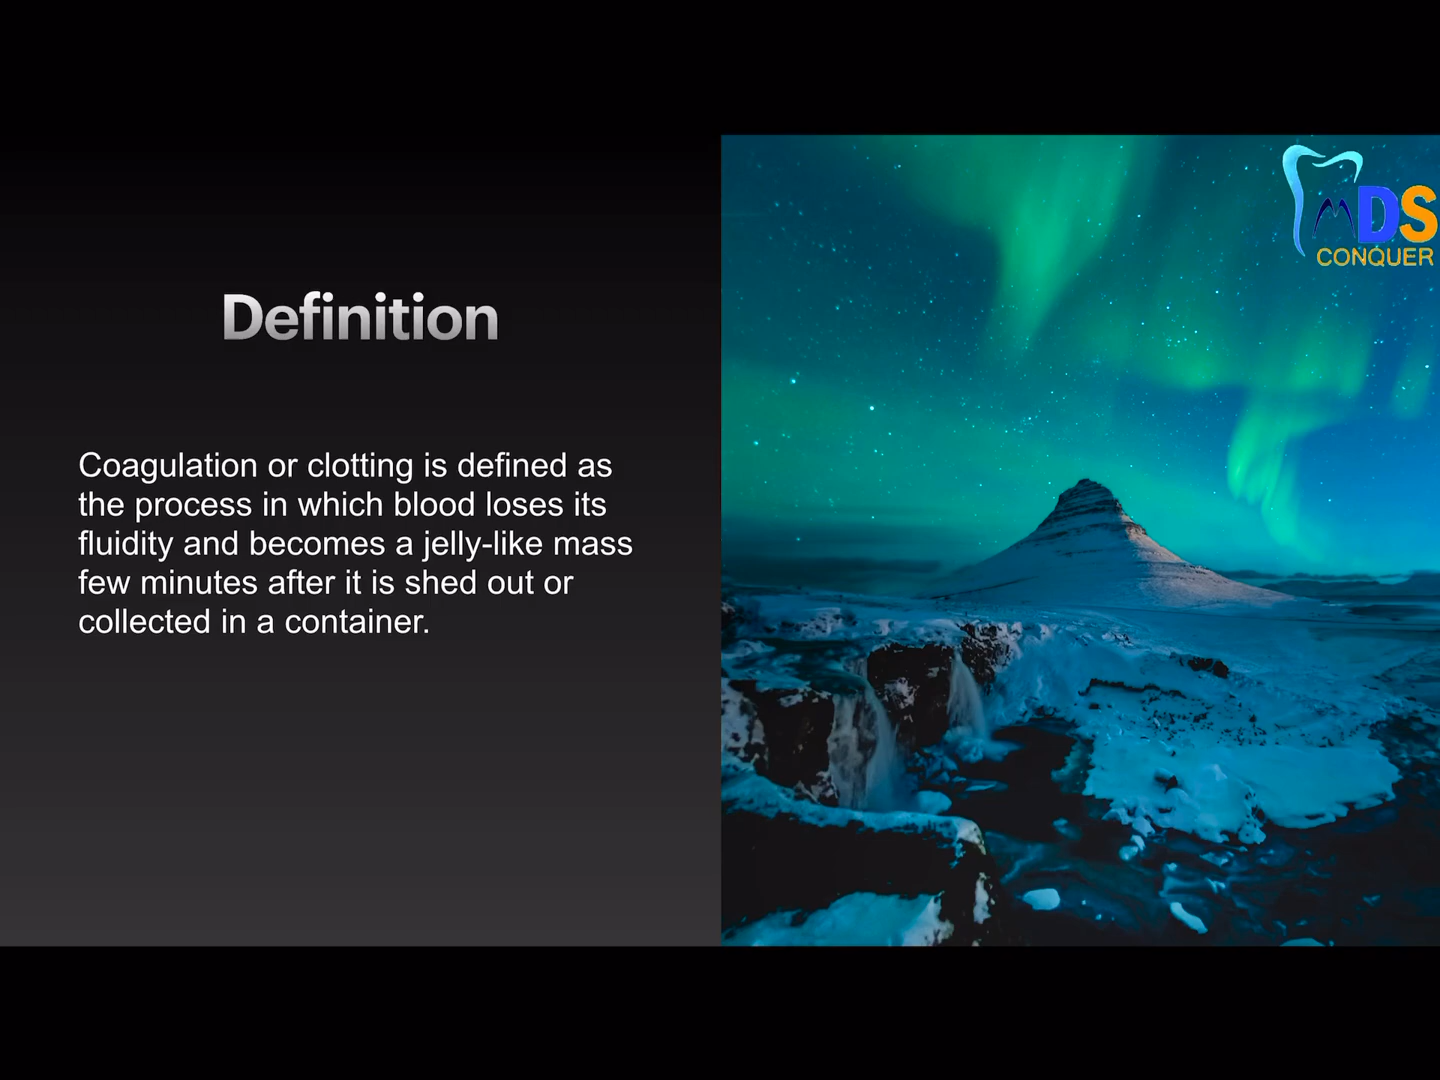 Definition
Coagulation or clotting is defined as
the process in which blood loses its
fluidity and becomes a jelly-like mass
few minutes after it is shed out or
collected in a container.
MDS
CONQUER